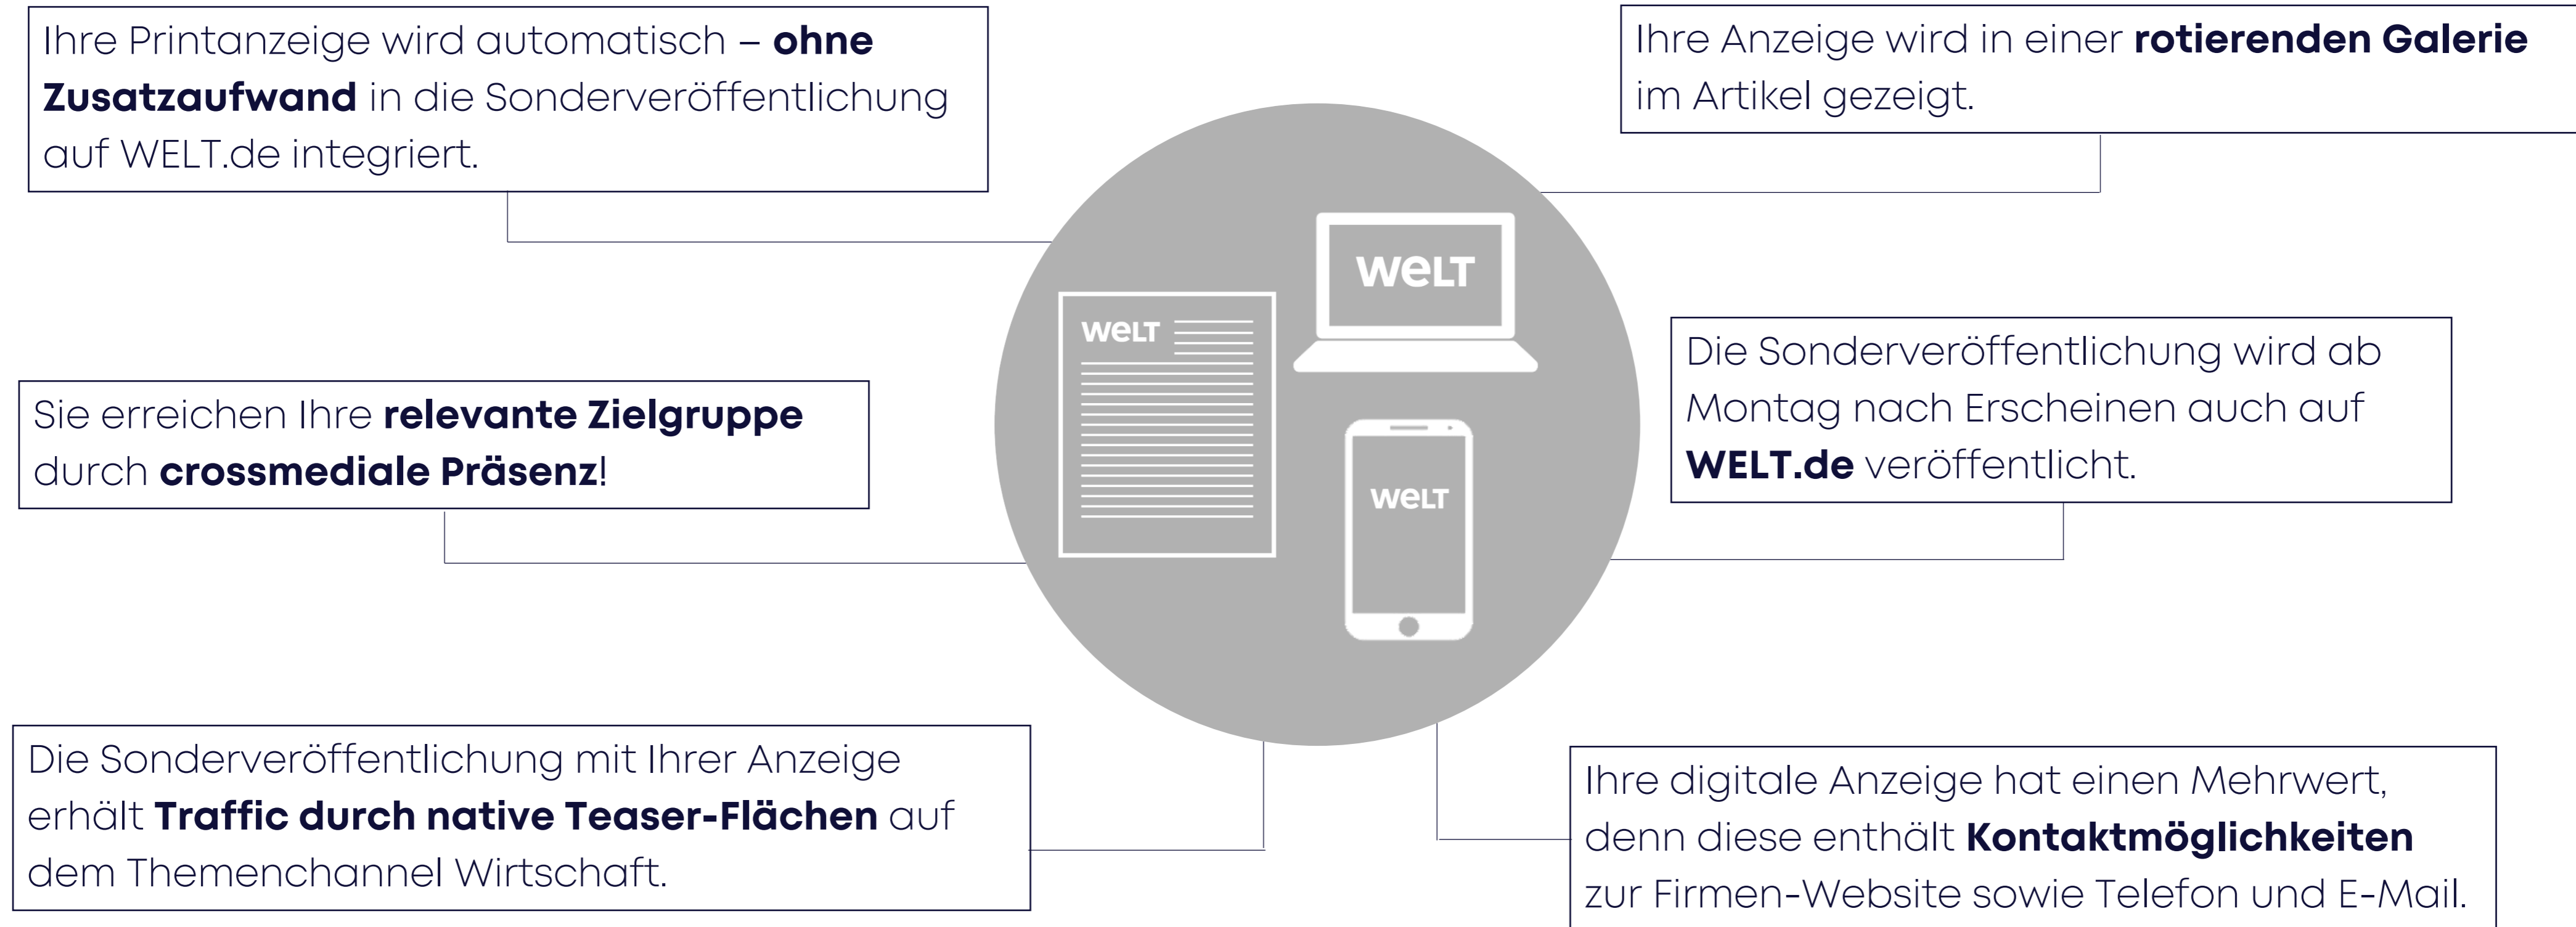 Ihre Printanzeige wird automatisch – ohne
Zusatzaufwand in die Sonderveröffentlichung
auf WELT.de integriert.
Ihre Anzeige wird in einer rotierenden Galerie
im Artikel gezeigt.
WELT
WELT
WELT
Sie erreichen Ihre relevante Zielgruppe
durch crossmediale Präsenz!
Die Sonderveröffentlichung wird ab
Montag nach Erscheinen auch auf
WELT.de veröffentlicht.
Die Sonderveröffentlichung mit Ihrer Anzeige
erhält Traffic durch native Teaser-Flächen auf
dem Themenchannel Wirtschaft.
Ihre digitale Anzeige hat einen Mehrwert,
denn diese enthält Kontaktmöglichkeiten
zur Firmen-Website sowie Telefon und E-Mail.